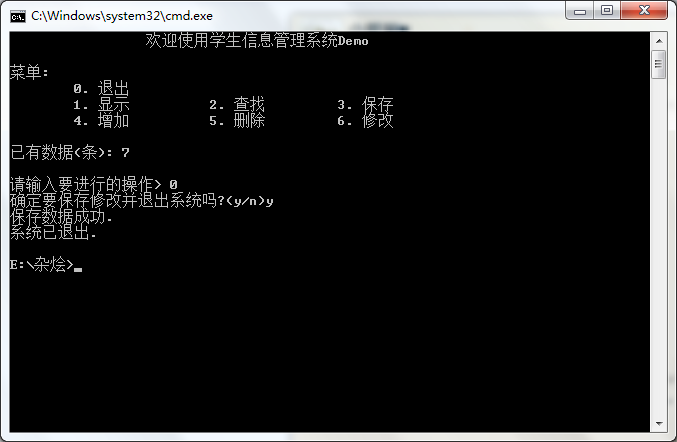 C:\Windows\system32\cmd.exe
欢迎使用学生信息管理系统Demo
菜单:
0. 退出
1. 显示 2. 查找 3. 保存
4. 增加 5. 删除 6. 修改
已有数据(条): 7
请输入要进行的操作> 0
确定要保存修改并退出系统吗?(y/n)y
保存数据成功.
系统已退出.
E:\杂烩>